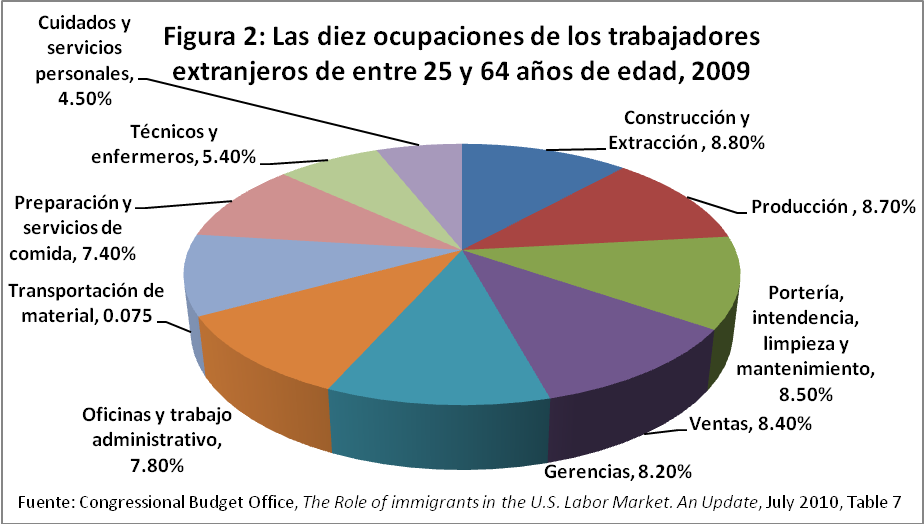 Figura 2: Las diez ocupaciones de los trabajadores
extranjeros de entre 25 y 64 años de edad, 2009
Cuidados y
servicios
personales,
4.50%
Técnicos y
enfermeros, 5.40%
Preparación y
servicios de
comida, 7.40%
Transportación de
material, 0.075
Oficinas y trabajo
administrativo,
7.80%
Construcción y
Extracción , 8.80%
Producción , 8.70%
Portería,
intendencia,
limpieza y
mantenimiento,
8.50%
Ventas, 8.40%
Gerencias, 8.20%
Fuente: Congressional Budget Office, The Role of immigrants in the U.S. Labor Market. An Update, July 2010, Table 7